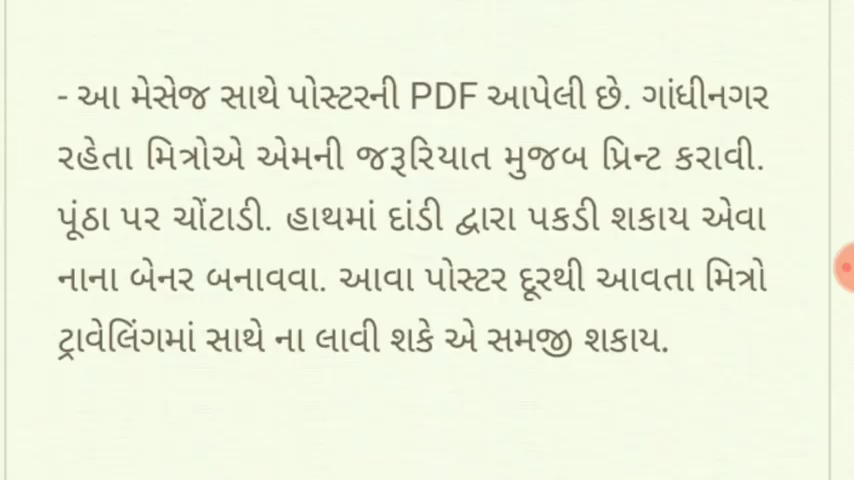 - આ મેસેજ સાથે પોસ્ટરની PDF આપેલી છે. ગાંધીનગર
રહેતા મિત્રોએ એમની જરૂરિયાત મુજબ પ્રિન્ટ કરાવી.
પૂંઠા પર ચોંટાડી. હાથમાં દાંડી દ્વારા પકડી શકાય એવા
નાના બેનર બનાવવા. આવા પોસ્ટર દૂરથી આવતા મિત્રો
ટ્રાવેલિંગમાં સાથે ના લાવી શકે એ સમજી શકાય.